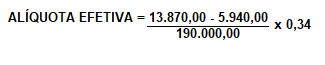 ALÍQUOTA EFETIVA = 13.870,00 - 5.940,00 x 0,34
190.000,00